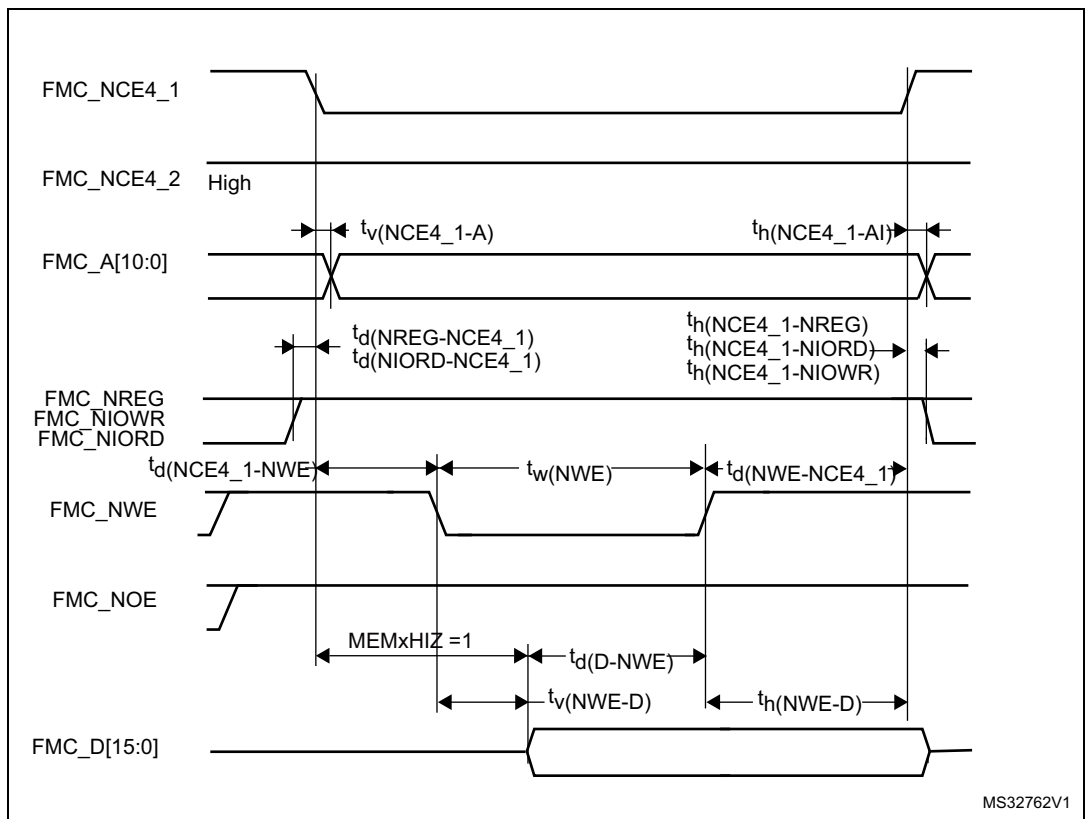 FMC_NCE4_1
FMC_NCE4_2 High
tv(NCE4_1-A)
th(NCE4_1-AI)
FMC_A[10:0]
td(NREG-NCE4_1)
td(NIORD-NCE4_1)
th(NCE4_1-NREG)
th(NCE4_1-NIORD)
th(NCE4_1-NIOWR)
FMC_NREG
FMC_NIOWR
FMC_NIORD
td(NCE4_1-NWE)
tw(NWE)
td(NWE-NCE4_1)
FMC_NWE
FMC_NOE
MEMxHIZ =1
td(D-NWE)
tv(NWE-D)
th(NWE-D)
FMC_D[15:0]
MS32762V1